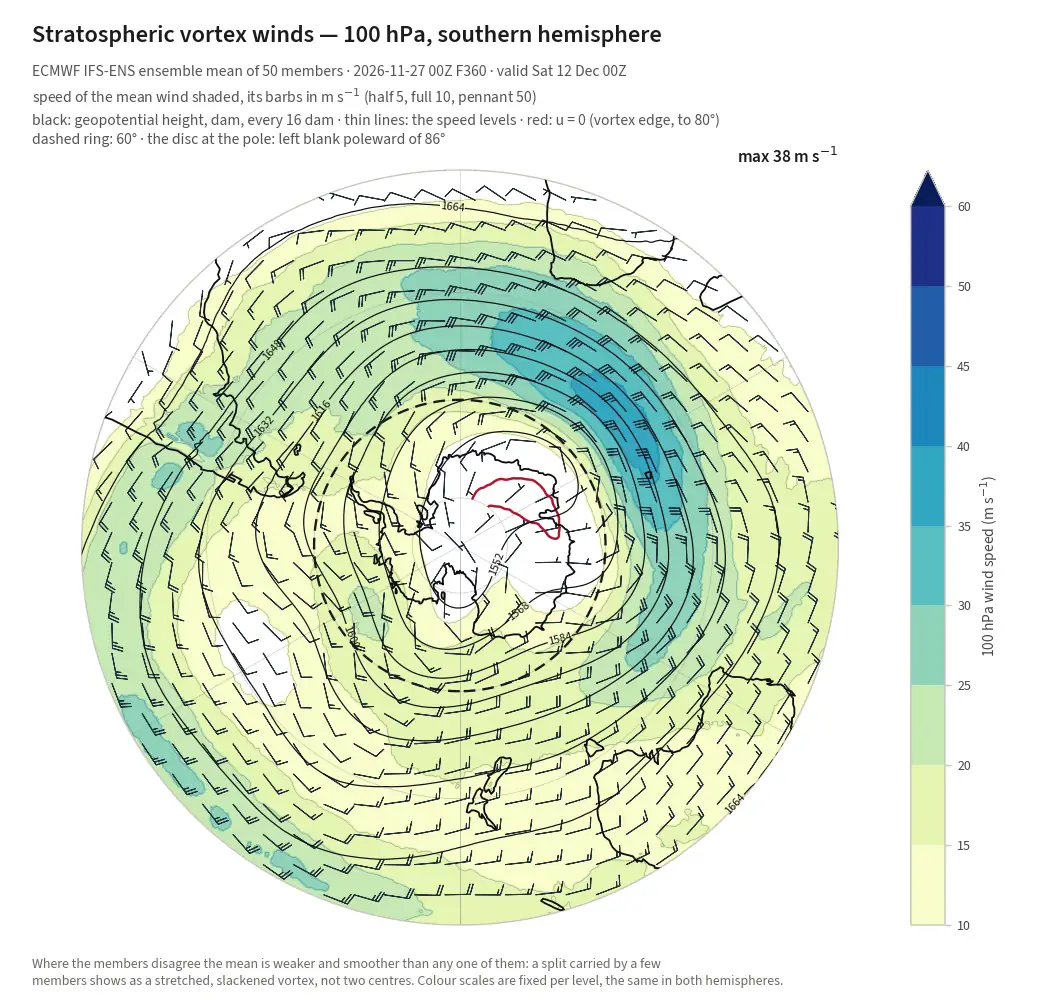 Stratospheric vortex winds — 100 hPa, southern hemisphere
ECMWF IFS-ENS ensemble mean of 50 members · 2026-11-27 00Z F360 · valid Sat 12 Dec 00Z
speed of the mean wind shaded, its barbs in m s⁻¹ (half 5, full 10, pennant 50)
black: geopotential height, dam, every 16 dam · thin lines: the speed levels · red: u = 0 (vortex edge, to 80°)
dashed ring: 60° · the disc at the pole: left blank poleward of 86°
max 38 m s⁻¹
1664
1648
1632
1616
1552
1568
1584
1664
60
50
45
40
35
30
25
20
15
10
100 hPa wind speed (m s⁻¹)
Where the members disagree the mean is weaker and smoother than any one of them: a split carried by a few
members shows as a stretched, slackened vortex, not two centres. Colour scales are fixed per level, the same in both hemispheres.